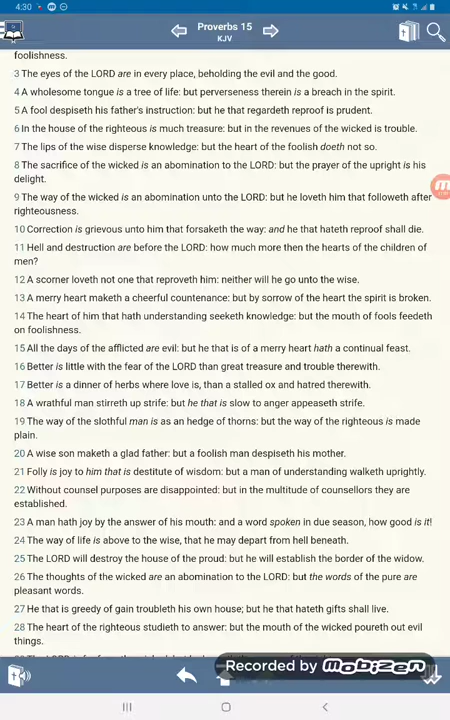 4:30
Proverbs 15
KJV
foolishness.
3 The eyes of the LORD are in every place, beholding the evil and the good.
4 A wholesome tongue is a tree of life: but perverseness therein is a breach in the spirit.
5 A fool despiseth his father's instruction: but he that regardeth reproof is prudent.
6 In the house of the righteous is much treasure: but in the revenues of the wicked is trouble.
7 The lips of the wise disperse knowledge: but the heart of the foolish doeth not so.
8 The sacrifice of the wicked is an abomination to the LORD: but the prayer of the upright is his
delight.
9 The way of the wicked is an abomination unto the LORD: but he loveth him that followeth after
righteousness.
10 Correction is grievous unto him that forsaketh the way: and he that hateth reproof shall die.
11 Hell and destruction are before the LORD: how much more then the hearts of the children of
men?
12 A scorner loveth not one that reproveth him: neither will he go unto the wise.
13 A merry heart maketh a cheerful countenance: but by sorrow of the heart the spirit is broken.
14 The heart of him that hath understanding seeketh knowledge: but the mouth of fools feedeth
on foolishness.
15 All the days of the afflicted are evil: but he that is of a merry heart hath a continual feast.
16 Better is little with the fear of the LORD than great treasure and trouble therewith.
17 Better is a dinner of herbs where love is, than a stalled ox and hatred therewith.
18 A wrathful man stirreth up strife: but he that is slow to anger appeaseth strife.
19 The way of the slothful man is as an hedge of thorns: but the way of the righteous is made
plain.
20 A wise son maketh a glad father: but a foolish man despiseth his mother.
21 Folly is joy to him that is destitute of wisdom: but a man of understanding walketh uprightly.
22 Without counsel purposes are disappointed: but in the multitude of counsellors they are
established.
23 A man hath joy by the answer of his mouth: and a word spoken in due season, how good is it!
24 The way of life is above to the wise, that he may depart from hell beneath.
25 The LORD will destroy the house of the proud: but he will establish the border of the widow.
26 The thoughts of the wicked are an abomination to the LORD: but the words of the pure are
pleasant words.
27 He that is greedy of gain troubleth his own house; but he that hateth gifts shall live.
28 The heart of the righteous studieth to answer: but the mouth of the wicked poureth out evil
things.
Recorded by mobizen